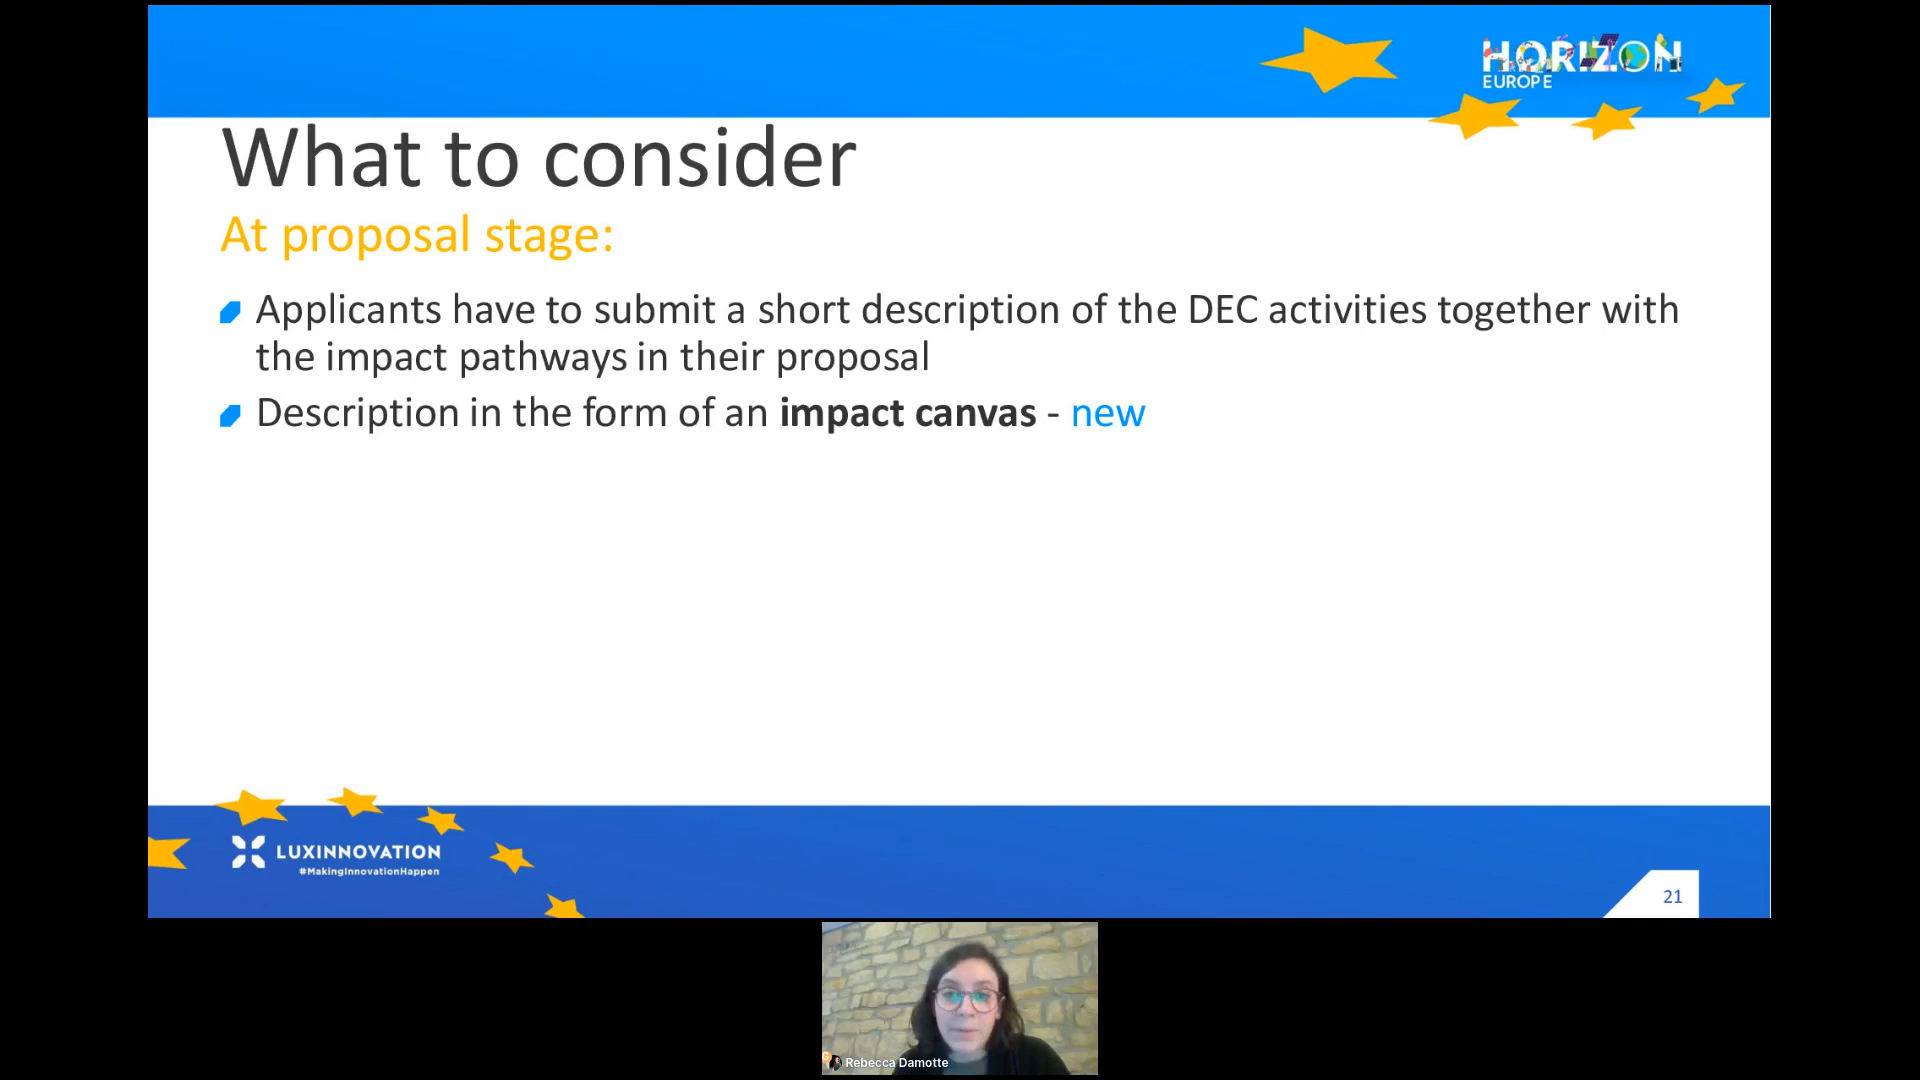 HORIZON
EUROPE
What to consider
At proposal stage:
Applicants have to submit a short description of the DEC activities together with
the impact pathways in their proposal
Description in the form of an impact canvas - new
LUXINNOVATION
#MakingInnovationHappen
21
Rebecca Damotte